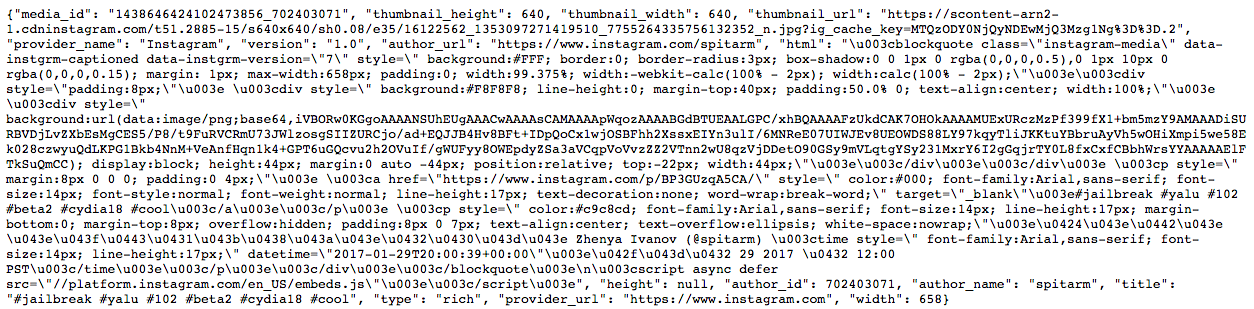 {"media_id": "1438646424102473856_702403071", "thumbnail_height": 640, "thumbnail_width": 640, "thumbnail_url": "https://scontent-arn2-
1.cdninstagram.com/t51.2885-15/s640x640/sh0.08/e35/16122562_1353097271419510_7755264335756132352_n.jpg?ig_cache_key=MTQzODY0NjQyNDEwMjQ3Mzg1Ng%3D%3D.2",
"provider_name": "Instagram", "version": "1.0", "author_url": "https://www.instagram.com/spitarm", "html": "\u003cblockquote class=\"instagram-media\" data-
instgrm-captioned data-instgrm-version=\"7\" style=\" background:#FFF; border:0; border-radius:3px; box-shadow:0 0 1px 0 rgba(0,0,0,0.5),0 1px 10px 0
rgba(0,0,0,0.15); margin: 1px; max-width:658px; padding:0; width:99.375%; width:-webkit-calc(100% - 2px); width:calc(100% - 2px);\"\u003e\u003cdiv
style=\"padding:8px;\"\u003e \u003cdiv style=\" background:#F8F8F8; line-height:0; margin-top:40px; padding:50.0% 0; text-align:center; width:100%;\"\u003e
\u003cdiv style=\"
background:url(data:image/png;base64,iVBORw0KGgoAAAANSUhEUgAAACwAAAAsCAMAAAApWqozAAAABGdBTUEAALGPC/xhBQAAAAFzUkdCAK7OHOkAAAAMUExURczMzPf399fX1+bm5mzY9AMAAADiSU
RBVDjLvZXbEsMgCES5/P8/t9FuRVCRmU73JWlzosgSIIZURCjo/ad+EQJJB4Hv8BFt+IDpQoCx1wjOSBFhh2XssxEIYn3ulI/6MNReE07UIWJEv8UEOWDS88LY97kqyTliJKKtuYBbruAyVh5wOHiXmpi5we58E
k028czwyuQdLKPG1Bkb4NnM+VeAnfHqn1k4+GPT6uGQcvu2h2OVuIf/gWUFyy8OWEpdyZSa3aVCqpVoVvzZZ2VTnn2wU8qzVjDDetO90GSy9mVLqtgYSy231MxrY6I2gGqjrTY0L8fxCxfCBbhWrsYYAAAAAElF
TkSuQmCC); display:block; height:44px; margin:0 auto -44px; position:relative; top:-22px; width:44px;\"\u003e\u003c/div\u003e\u003c/div\u003e \u003cp style=\"
margin:8px 0 0 0; padding:0 4px;\"\u003e \u003ca href=\"https://www.instagram.com/p/BP3GUzqA5CA/\" style=\" color:#000; font-family:Arial,sans-serif; font-
size:14px; font-style:normal; font-weight:normal; line-height:17px; text-decoration:none; word-wrap:break-word;\" target=\"_blank\"\u003e#jailbreak #yalu #102
#beta2 #cydia18 #cool\u003c/a\u003e\u003c/p\u003e \u003cp style=\" color:#c9c8cd; font-family:Arial,sans-serif; font-size:14px; line-height:17px; margin-
bottom:0; margin-top:8px; overflow:hidden; padding:8px 0 7px; text-align:center; text-overflow:ellipsis; white-space:nowrap;\"\u003e\u0424\u043e\u0442\u043e
\u043e\u043f\u0443\u0431\u043b\u0438\u043a\u043e\u0432\u0430\u043d\u043e Zhenya Ivanov (@spitarm) \u003ctime style=\" font-family:Arial,sans-serif; font-
size:14px; line-height:17px;\" datetime=\"2017-01-29T20:00:39+00:00\"\u003e\u042f\u043d\u0432 29 2017 \u0432 12:00
PST\u003c/time\u003e\u003c/p\u003e\u003c/div\u003e\u003c/blockquote\u003e\n\u003cscript async defer
src=\"//platform.instagram.com/en_US/embeds.js\"\u003e\u003c/script\u003e", "height": null, "author_id": 702403071, "author_name": "spitarm", "title":
"#jailbreak #yalu #102 #beta2 #cydia18 #cool", "type": "rich", "provider_url": "https://www.instagram.com", "width": 658}